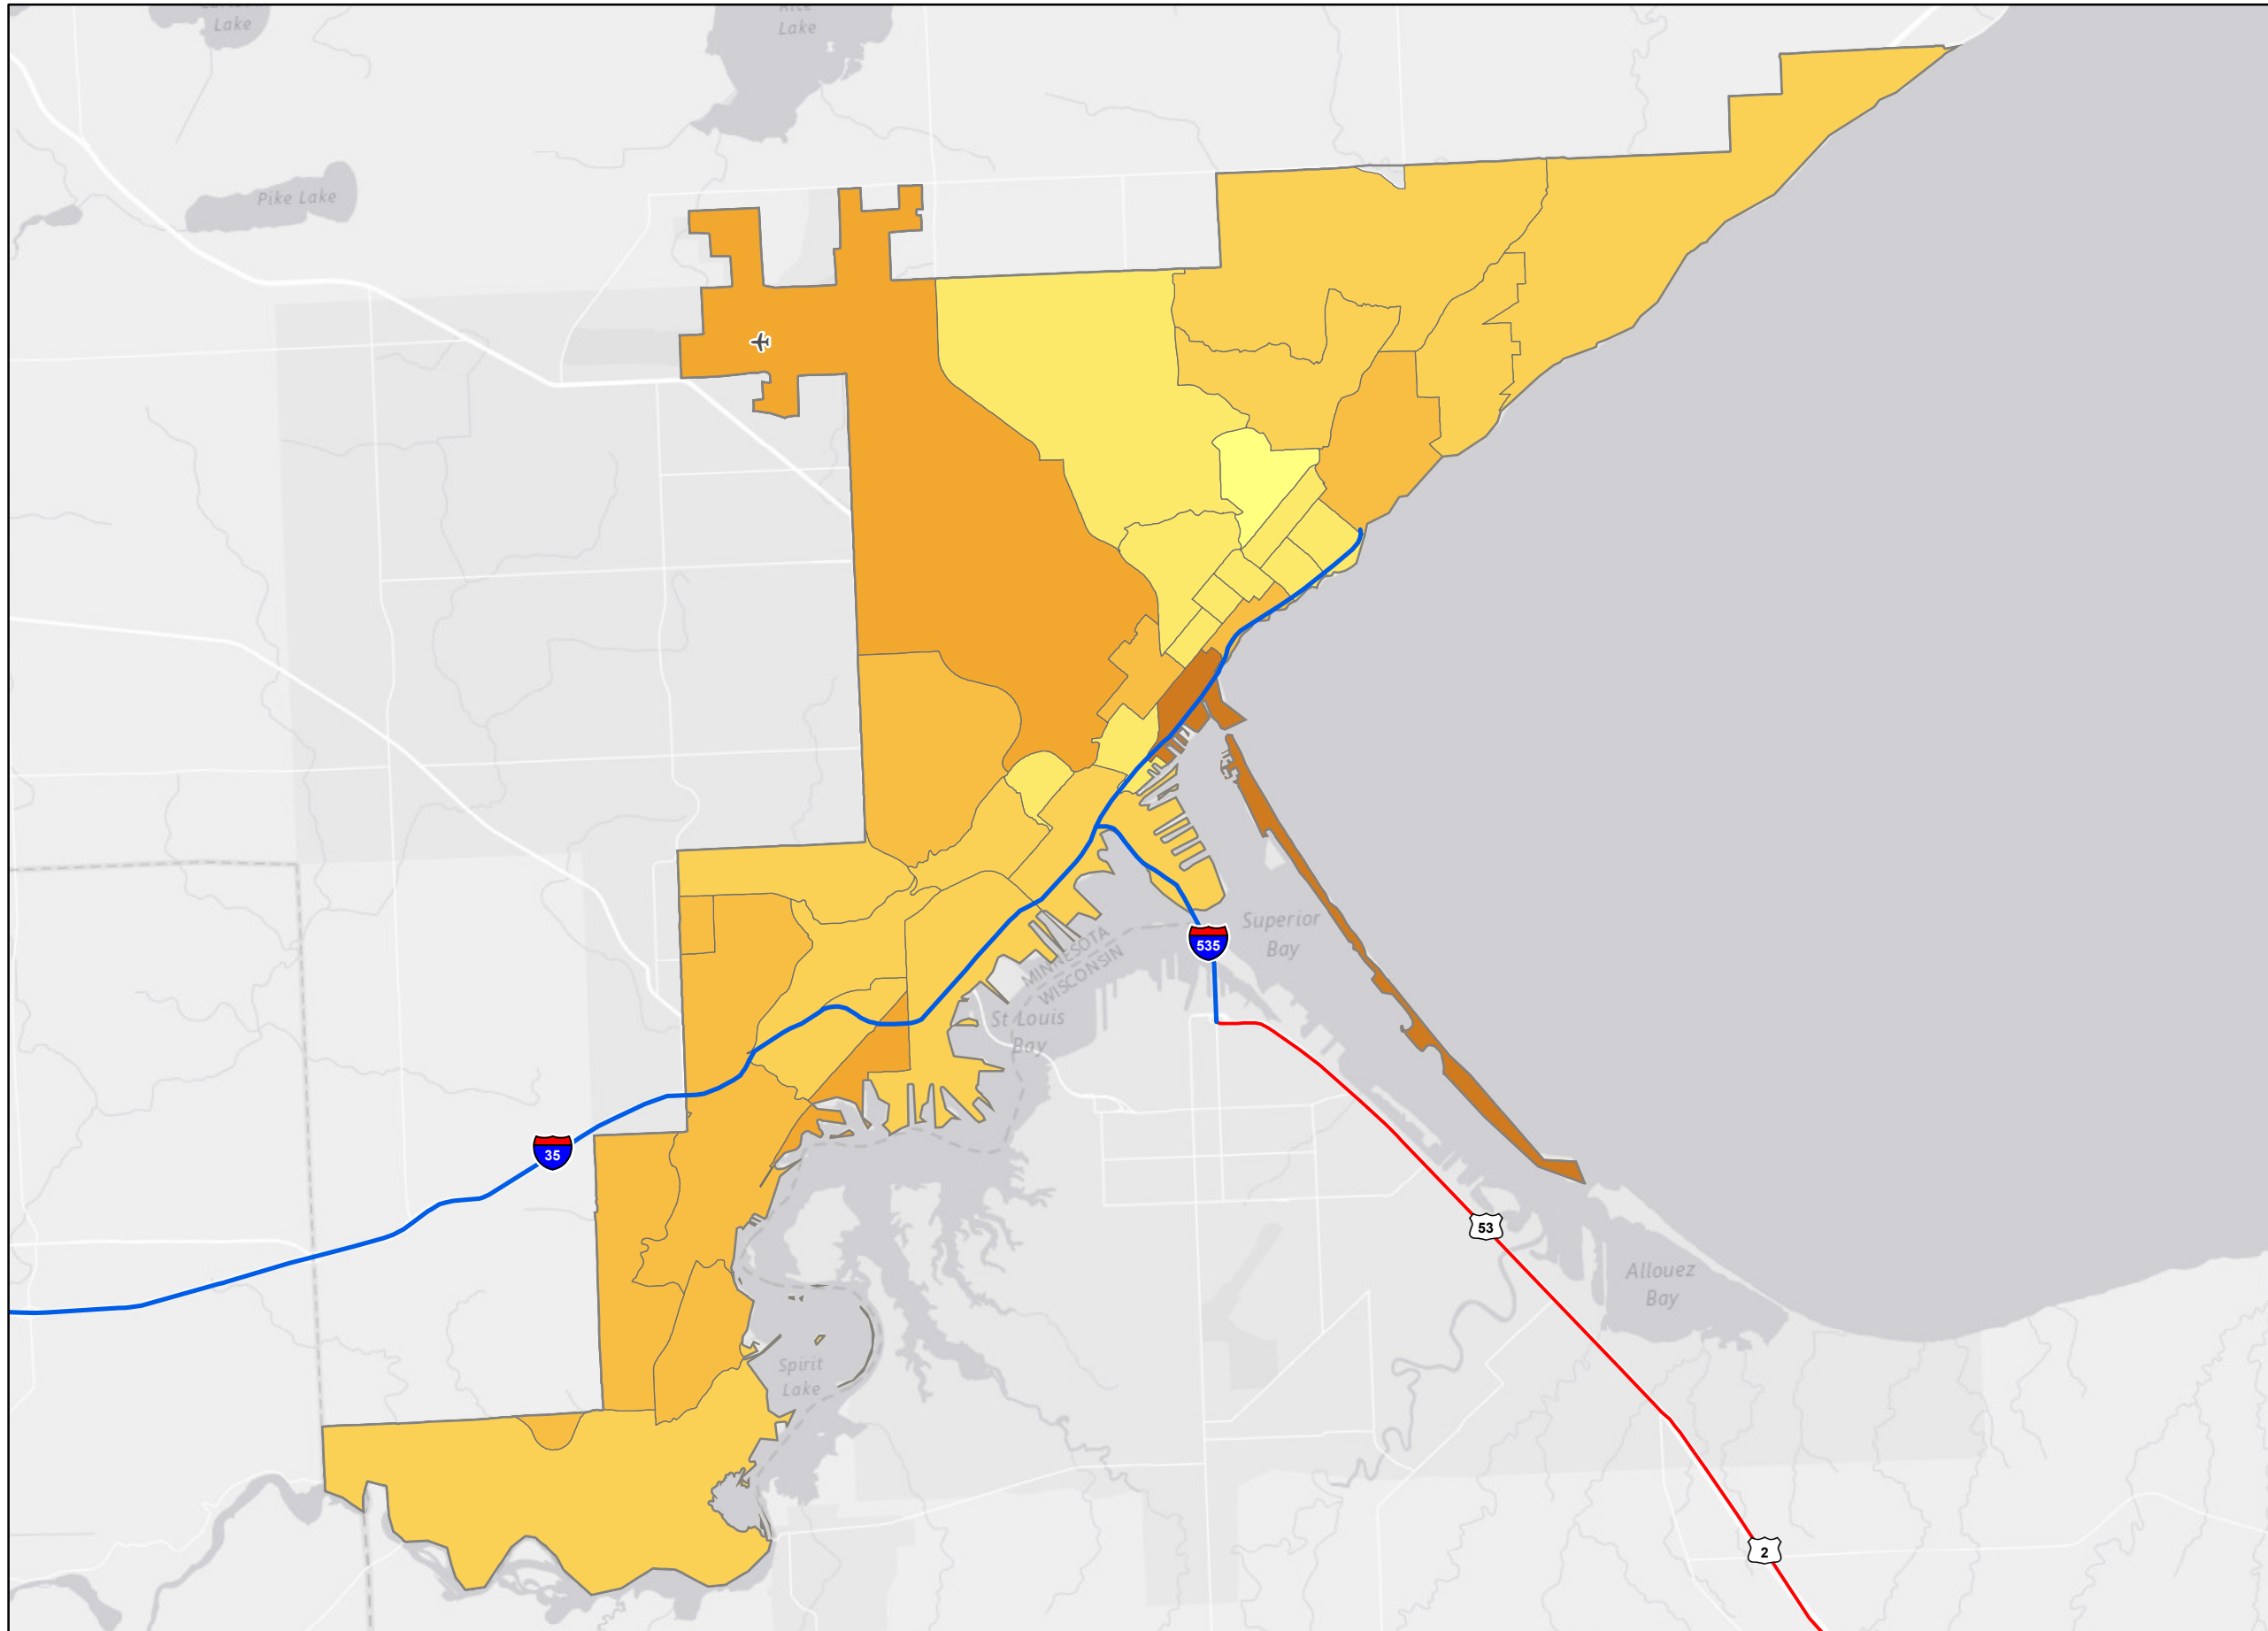 Lake
Rice
Lake
Pike Lake
Superior
Bay
535
MINNESOTA
WISCONSIN
St Louis
Bay
35
53
Allouez
Bay
Spirit
Lake
2